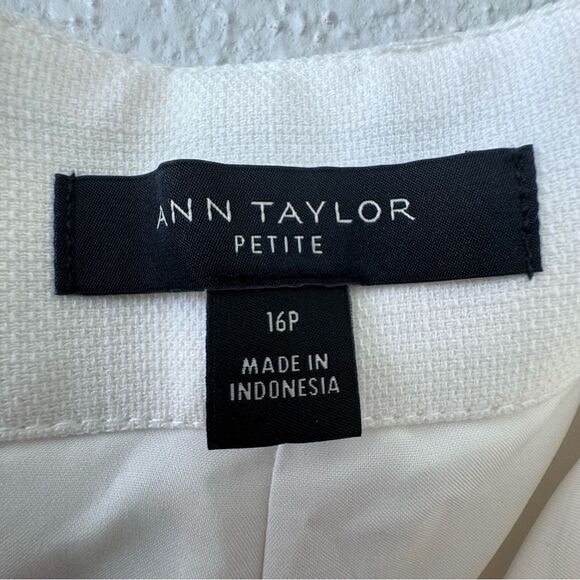 ANN TAYLOR
PETITE
16P
MADE IN
INDONESIA